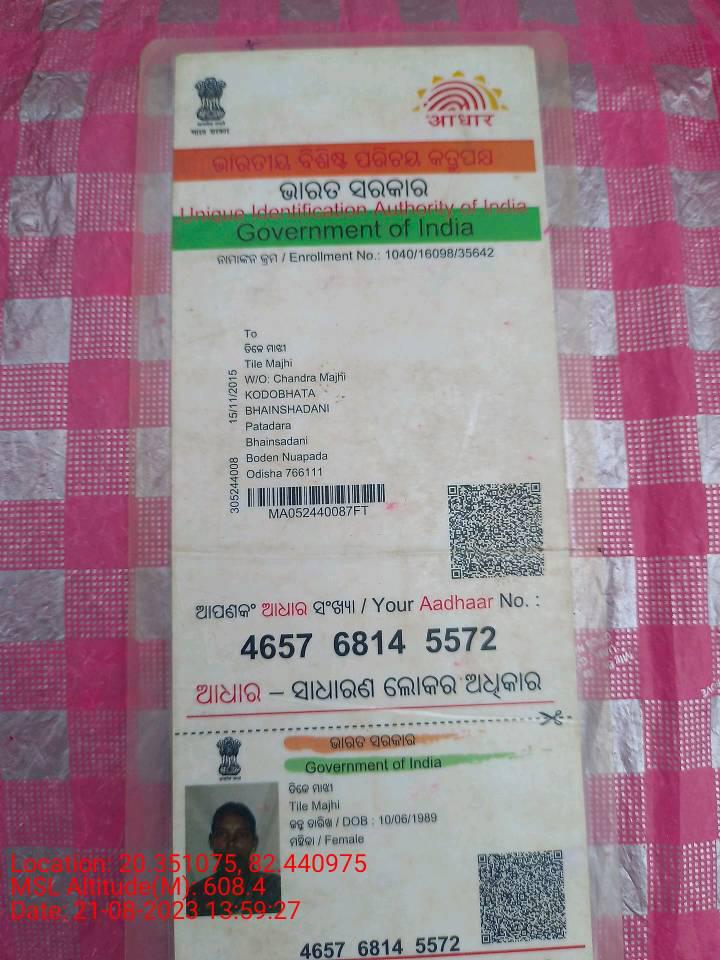 भारत सरकार
आधार
ଭାରତୀୟ ବିଶିଷ୍ଟ ପରିଚୟ କର୍ତ୍ତୃପକ୍ଷ
ଭାରତ ସରକାର
Unique Identification Authority of India
Government of India
ନାମାଙ୍କନ କ୍ରମ / Enrollment No.: 1040/16098/35642
To
ତିଳେ ମାଝୀ
Tile Majhi
W/O: Chandra Majhi
KODOBHATA
BHAINSHADANI
Patadara
Bhainsadani
Boden Nuapada
Odisha 766111
15/11/2015
305244008
MA052440087FT
ଆପଣଙ୍କ ଆଧାର ସଂଖ୍ୟା / Your Aadhaar No. :
4657 6814 5572
ଆଧାର – ସାଧାରଣ ଲୋକର ଅଧିକାର
ଭାରତ ସରକାର
Government of India
ତିଳେ ମାଝୀ
Tile Majhi
ଜନ୍ମ ତାରିଖ / DOB : 10/06/1989
ମହିଳା / Female
4657 6814 5572
Location: 20.351075, 82.440975
MSL Altitude(M): 608.4
Date: 21-08-2023 13:59:27